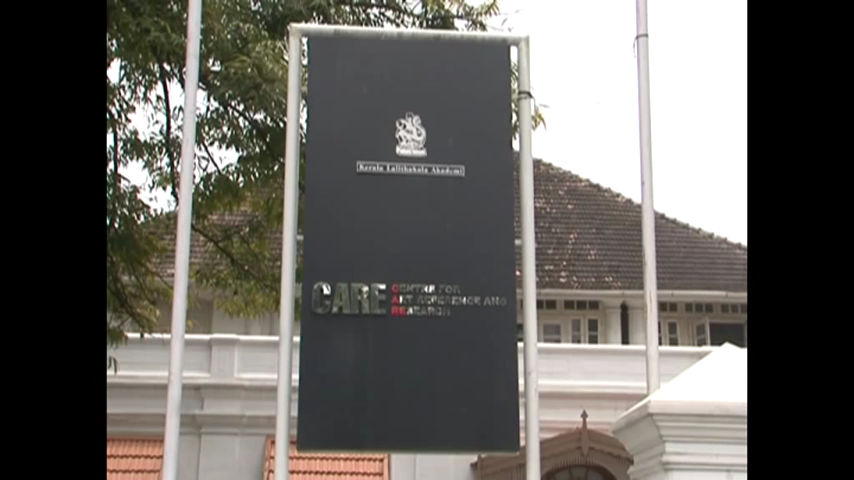 Kerala Lalithakala Akademi
CARE
CENTRE FOR
ART REFERENCE AND
RESEARCH